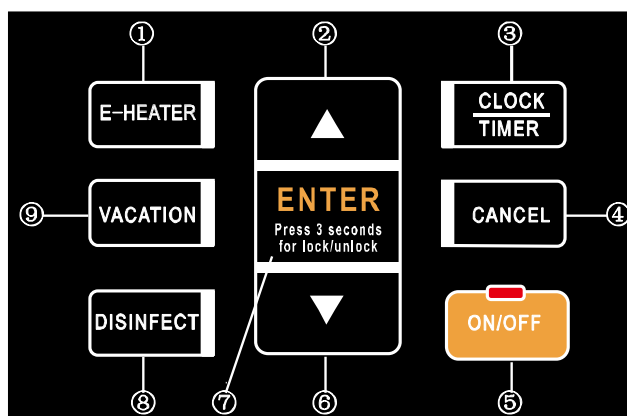 ① ② ③
E-HEATER
CLOCK
TIMER
⑨ VACATION
ENTER
Press 3 seconds
for lock/unlock
CANCEL ④
DISINFECT
ON/OFF
⑧ ⑦ ⑥ ⑤